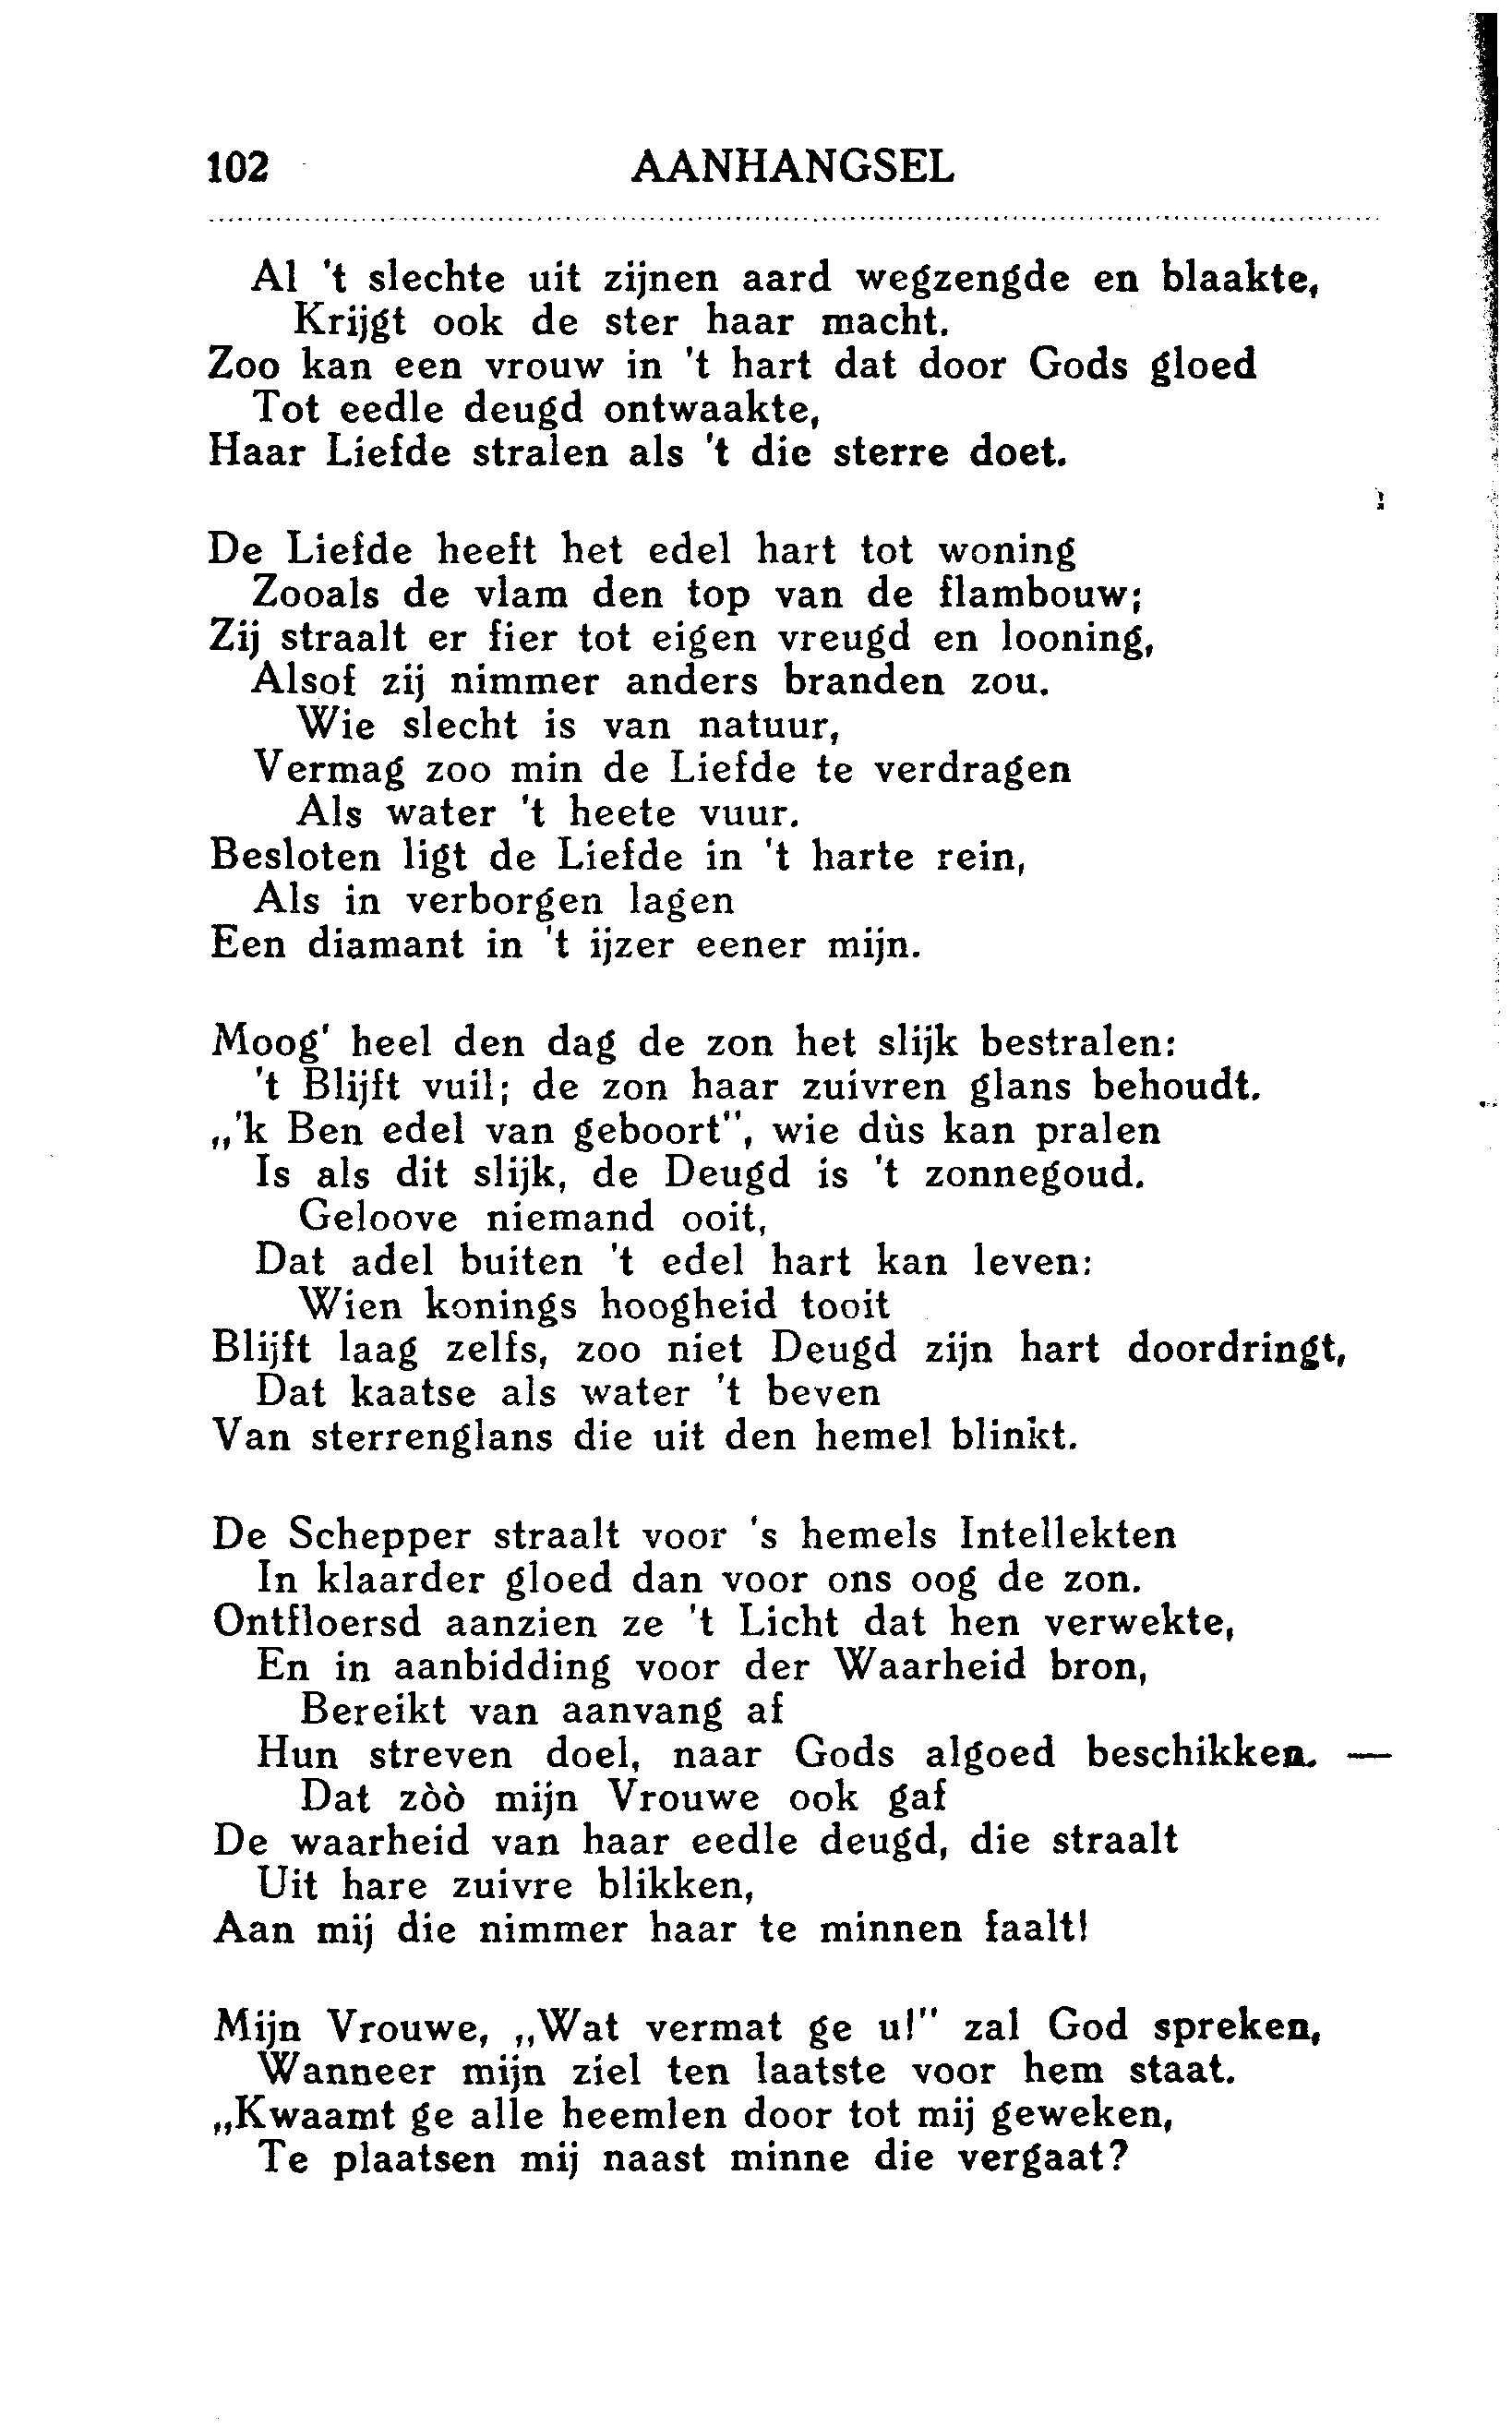 102 AANHANGSEL
Al 't slechte uit zijnen aard wegzengde en blaakte,
Krijgt ook de ster haar macht.
Zoo kan een vrouw in 't hart dat door Gods gloed
Tot eedle deugd ontwaakte,
Haar Liefde stralen als 't die sterre doet.
De Liefde heeft het edel hart tot woning
Zooals de vlam den top van de flambouw;
Zij straalt er fier tot eigen vreugd en looning,
Alsof zij nimmer anders branden zou.
Wie slecht is van natuur,
Vermag zoo min de Liefde te verdragen
Als water 't heete vuur.
Besloten ligt de Liefde in 't harte rein,
Als in verborgen lagen
Een diamant in 't ijzer eener mijn.
Moog' heel den dag de zon het slijk bestralen:
't Blijft vuil; de zon haar zuivren glans behoudt.
„'k Ben edel van geboort", wie dùs kan pralen
Is als dit slijk, de Deugd is 't zonnegoud.
Geloove niemand ooit,
Dat adel buiten 't edel hart kan leven:
Wien konings hoogheid tooit
Blijft laag zelfs, zoo niet Deugd zijn hart doordringt,
Dat kaatse als water 't beven
Van sterrenglans die uit den hemel blinkt.
De Schepper straalt voor 's hemels Intellekten
In klaarder gloed dan voor ons oog de zon.
Ontfloersd aanzien ze 't Licht dat hen verwekte,
En in aanbidding voor der Waarheid bron,
Bereikt van aanvang af
Hun streven doel, naar Gods algoed beschikken. —
Dat zòò mijn Vrouwe ook gaf
De waarheid van haar eedle deugd, die straalt
Uit hare zuivre blikken,
Aan mij die nimmer haar te minnen faalt!
Mijn Vrouwe, „Wat vermat ge u!" zal God spreken,
Wanneer mijn ziel ten laatste voor hem staat.
„Kwaamt ge alle heemlen door tot mij geweken,
Te plaatsen mij naast minne die vergaat?